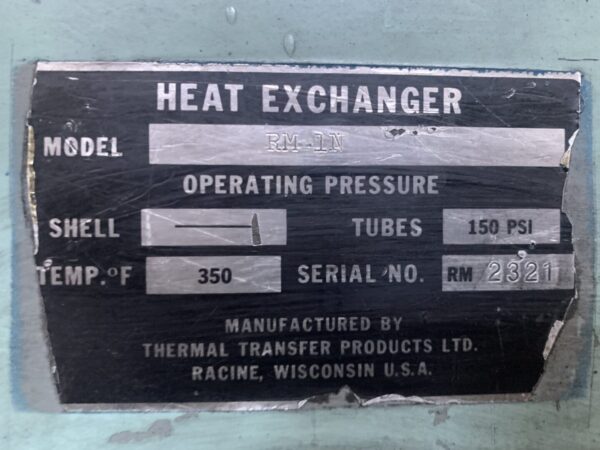 HEAT EXCHANGER
MODEL RM-1N
OPERATING PRESSURE
SHELL — TUBES 150 PSI
TEMP.°F 350 SERIAL NO. RM 2321
MANUFACTURED BY
THERMAL TRANSFER PRODUCTS LTD.
RACINE, WISCONSIN U.S.A.